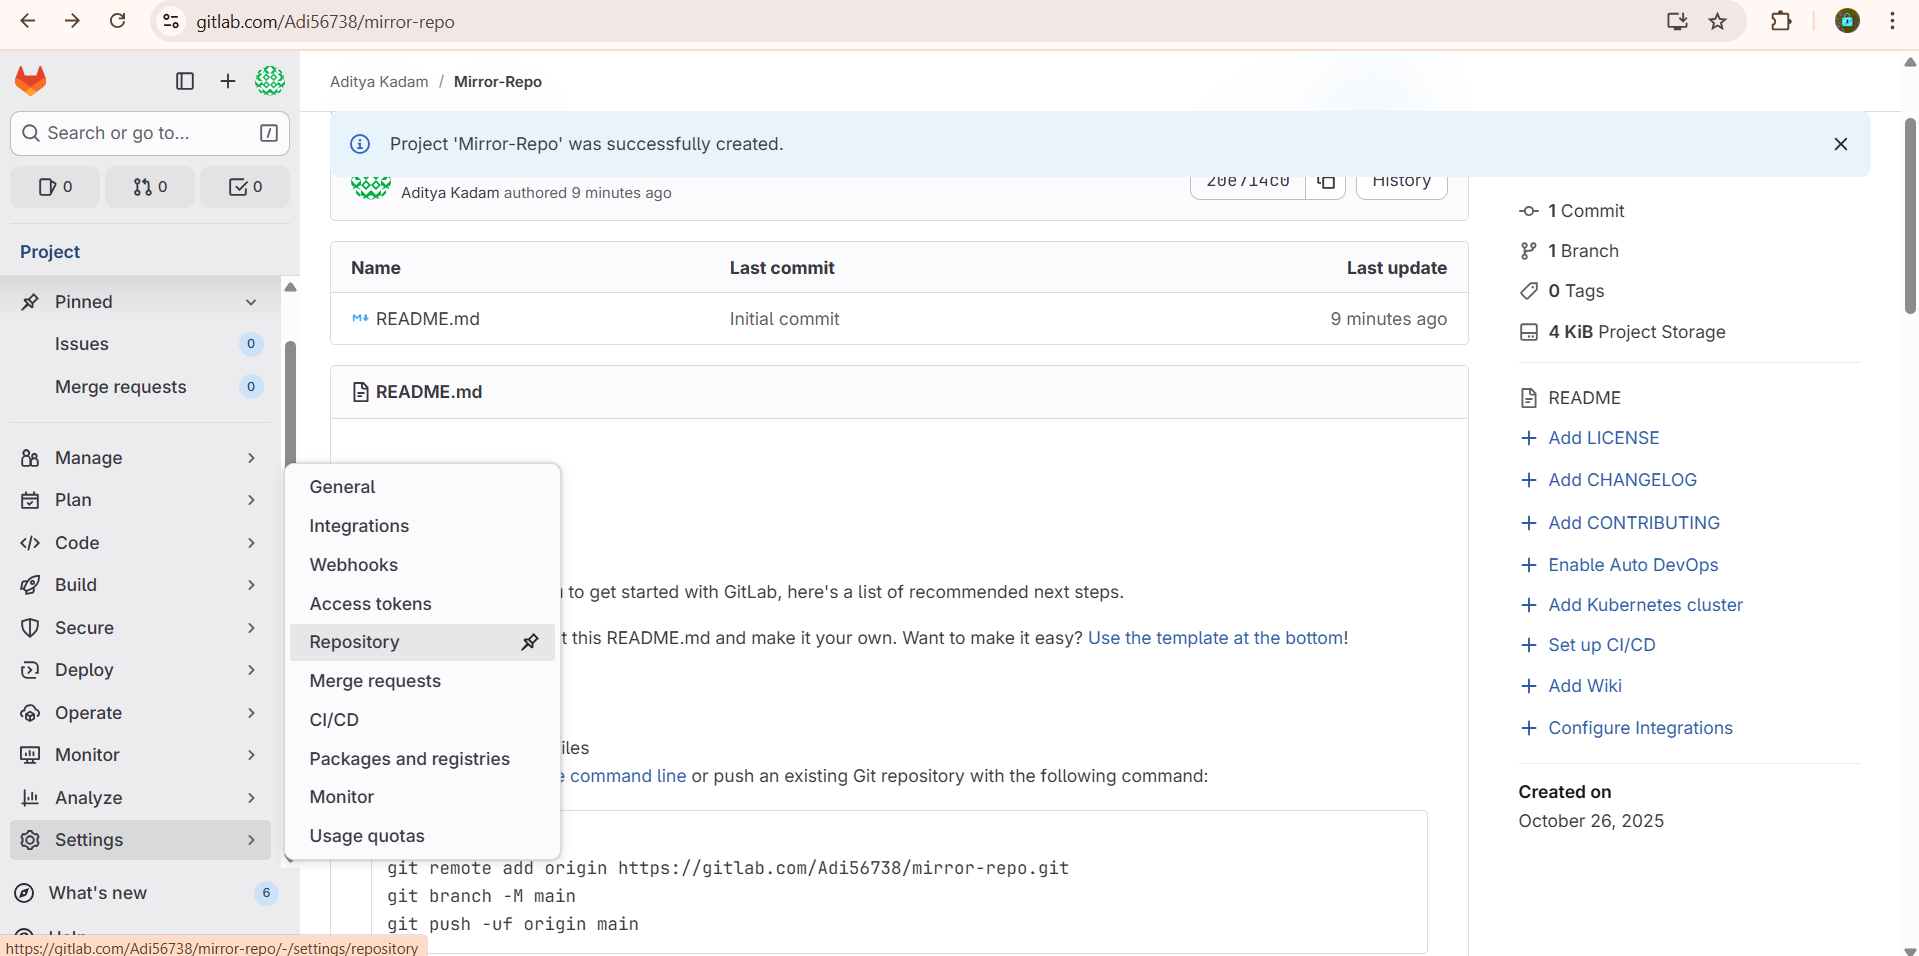 gitlab.com/Adi56738/mirror-repo
Aditya Kadam / Mirror-Repo
Search or go to... /
0 0 0
Project
Pinned
Issues 0
Merge requests 0
Manage
Plan
Code
Build
Secure
Deploy
Operate
Monitor
Analyze
Settings
What's new 6
General
Integrations
Webhooks
Access tokens
Repository
Merge requests
CI/CD
Packages and registries
Monitor
Usage quotas
Project 'Mirror-Repo' was successfully created.
Aditya Kadam authored 9 minutes ago
20e714c0 History
Name Last commit Last update
README.md Initial commit 9 minutes ago
README.md
to get started with GitLab, here's a list of recommended next steps.
t this README.md and make it your own. Want to make it easy? Use the template at the bottom!
iles
command line or push an existing Git repository with the following command:
git remote add origin https://gitlab.com/Adi56738/mirror-repo.git
git branch -M main
git push -uf origin main
1 Commit
1 Branch
0 Tags
4 KiB Project Storage
README
Add LICENSE
Add CHANGELOG
Add CONTRIBUTING
Enable Auto DevOps
Add Kubernetes cluster
Set up CI/CD
Add Wiki
Configure Integrations
Created on
October 26, 2025
https://gitlab.com/Adi56738/mirror-repo/-/settings/repository